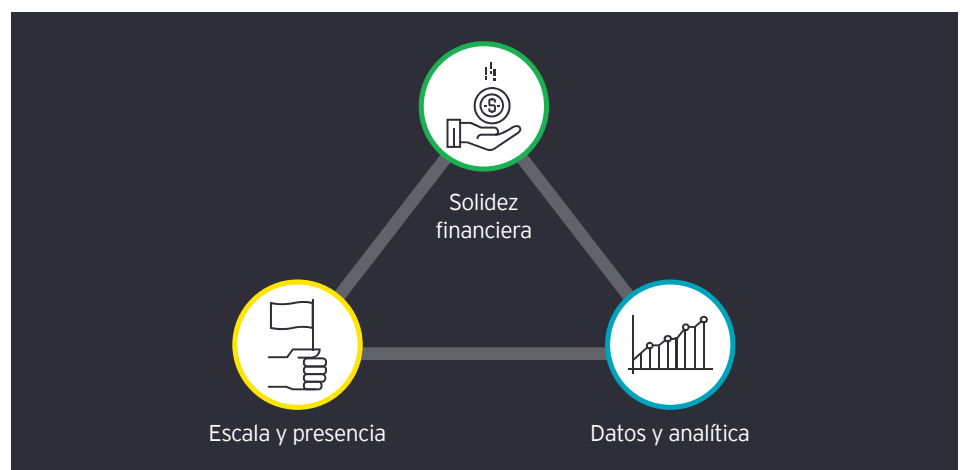 Solidez
financiera
Escala y presencia
Datos y analítica